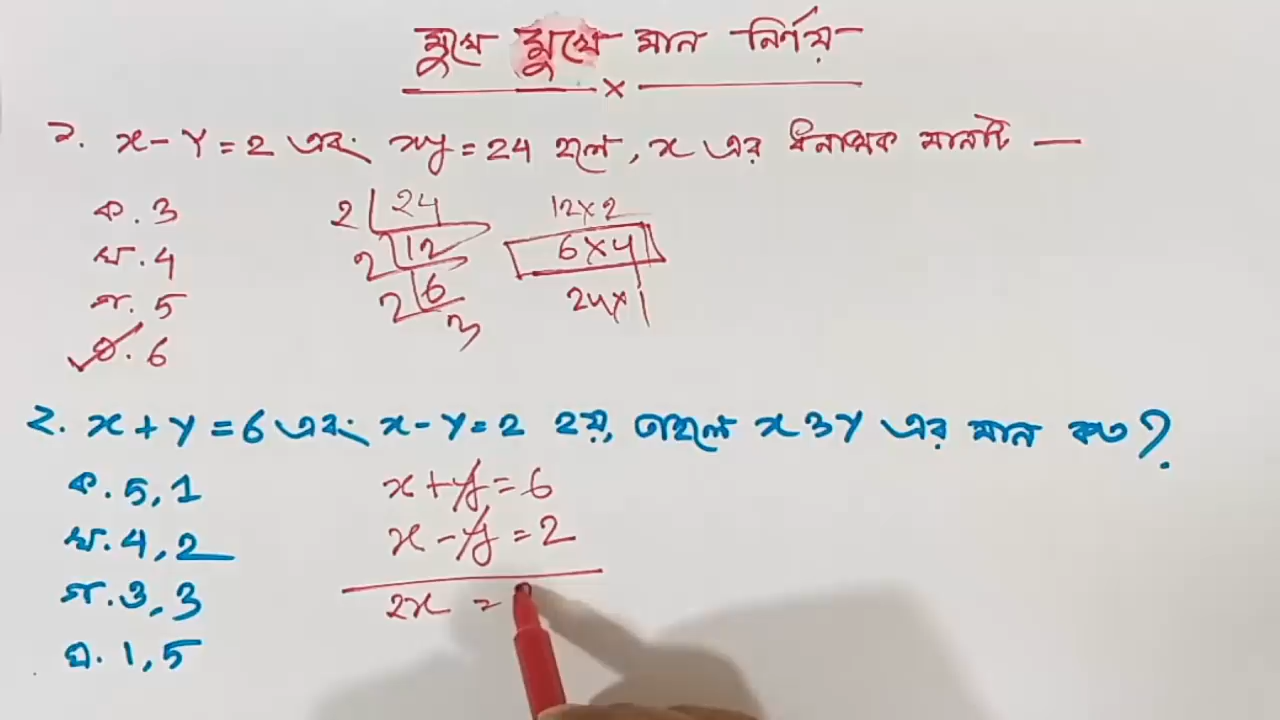 মুখে মুখে মান নির্ণয়
×
১. x - y = 2 এবং xy = 24 হলে, x এর ধনাত্মক মানটি —
ক. 3
খ. 4
গ. 5
ঘ. 6
2 24
2 12
2 6
3
12 × 2
6 × 4
24 × 1
২. x + y = 6 এবং x - y = 2 হয়, তাহলে x ও y এর মান কত?
ক. 5, 1
খ. 4, 2
গ. 3, 3
ঘ. 1, 5
x + y = 6
x - y = 2
2x =